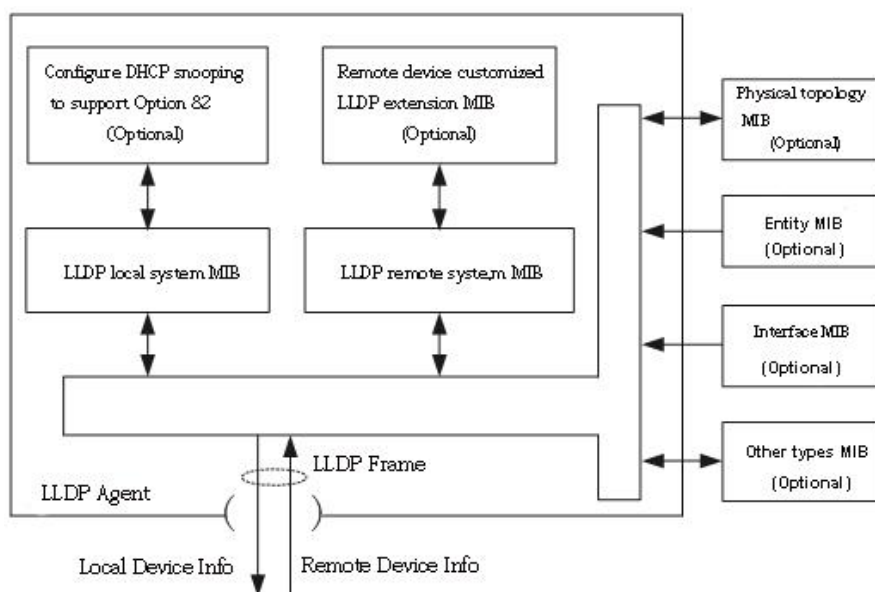 Configure DHCP snooping
to support Option 82
(Optional)
Remote device customized
LLDP extension MIB
(Optional)
Physical topology
MIB
(Optional)
LLDP local system MIB
LLDP remote syste,m MIB
Entity MIB
(Optional)
Interface MIB
(Optional)
Other types MIB
(Optional)
LLDP Frame
LLDP Agent
Local Device Info
Remote Device Info